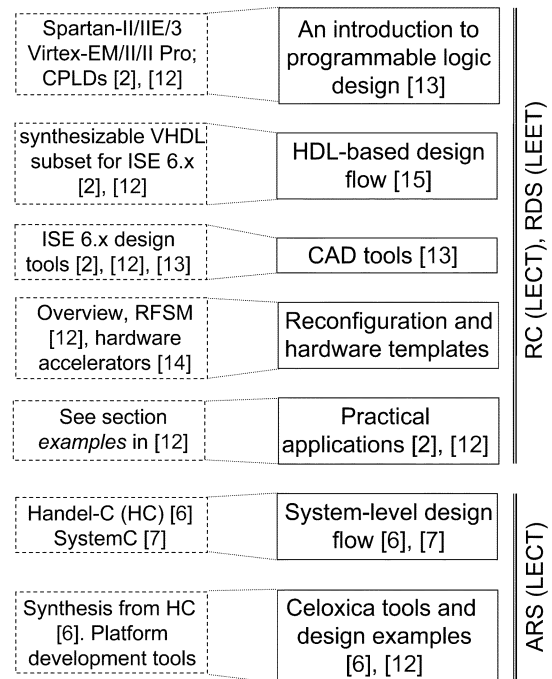 Spartan-II/IIE/3
Virtex-EM/II/II Pro;
CPLDs [2], [12]
An introduction to
programmable logic
design [13]
synthesizable VHDL
subset for ISE 6.x
[2], [12]
HDL-based design
flow [15]
ISE 6.x design
tools [2], [12], [13]
CAD tools [13]
Overview, RFSM
[12], hardware
accelerators [14]
Reconfiguration and
hardware templates
See section
examples in [12]
Practical
applications [2], [12]
RC (LECT), RDS (LEET)
Handel-C (HC) [6]
SystemC [7]
System-level design
flow [6], [7]
Synthesis from HC
[6]. Platform
development tools
Celoxica tools and
design examples
[6], [12]
ARS (LECT)